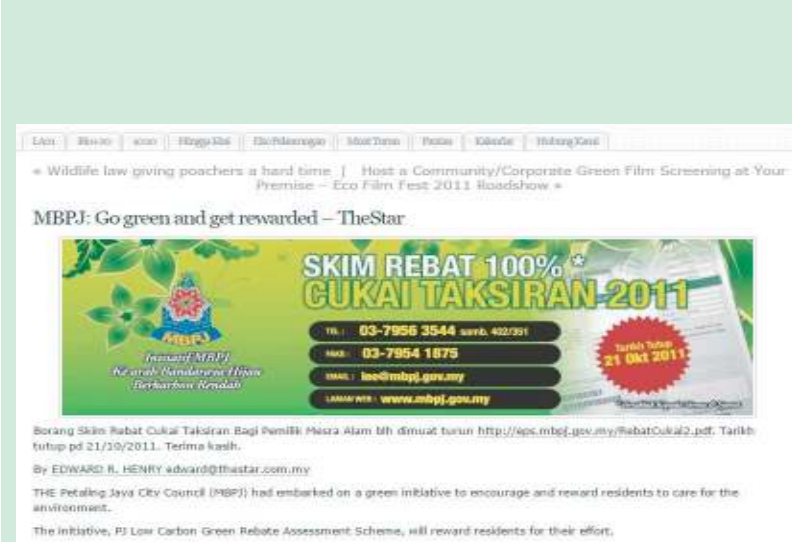 « Wildlife law giving poachers a hard time | Host a Community/Corporate Green Film Screening at Your
Premise – Eco Film Fest 2011 Roadshow »
MBPJ: Go green and get rewarded – TheStar
SKIM REBAT 100% *
CUKAI TAKSIRAN 2011
MBPJ
Inisiatif MBPJ
Ke arah Bandaraya Hijau
Berkarbon Rendah
TEL : 03-7956 3544 samb. 402/351
FAKS : 03-7954 1875
EMAIL : lee@mbpj.gov.my
LAMAN WEB : www.mbpj.gov.my
Tarikh Tutup
21 Okt 2011
Borang Skim Rebat Cukai Taksiran Bagi Pemilik Mesra Alam blh dimuat turun http://eps.mbpj.gov.my/RebatCukai2.pdf. Tarikh
tutup pd 21/10/2011. Terima kasih.
By EDWARD R. HENRY edward@thestar.com.my
THE Petaling Jaya City Council (MBPJ) had embarked on a green initiative to encourage and reward residents to care for the
environment.
The initiative, PJ Low Carbon Green Rebate Assessment Scheme, will reward residents for their effort.